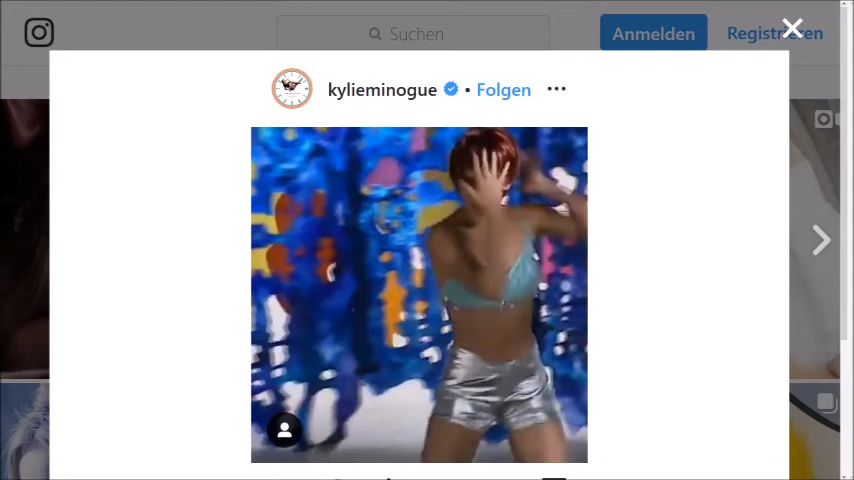 Suchen
Anmelden
Registrieren
kylieminogue • Folgen